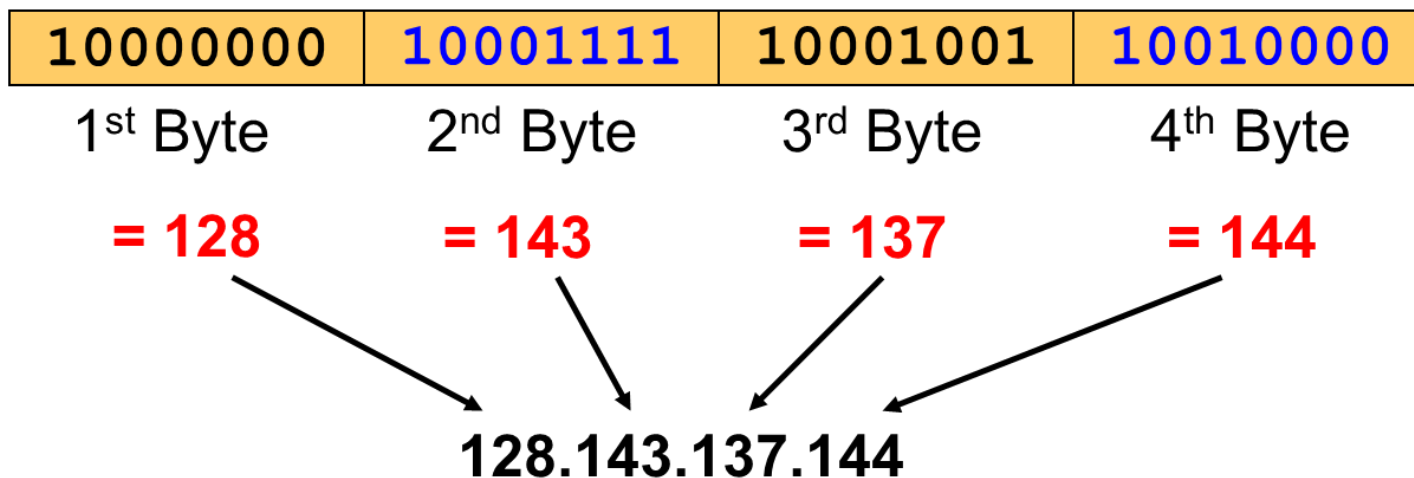 10000000 10001111 10001001 10010000
1st Byte 2nd Byte 3rd Byte 4th Byte
= 128 = 143 = 137 = 144
128.143.137.144